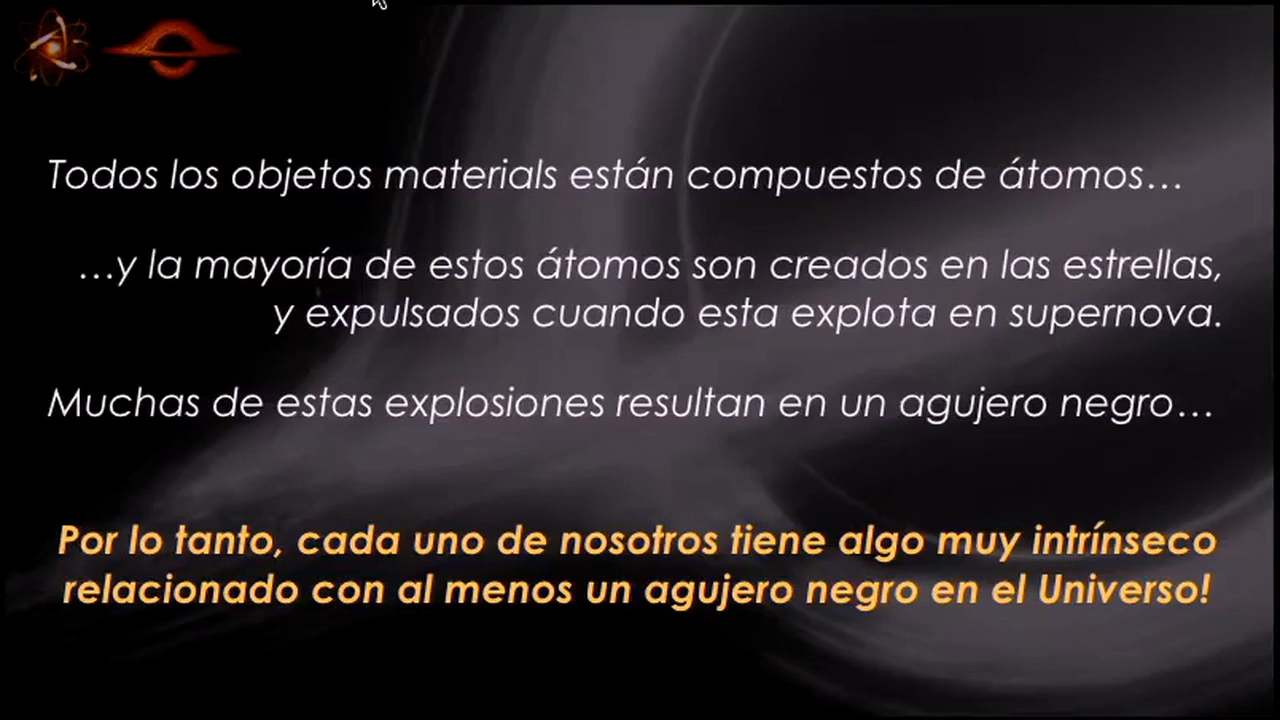 Todos los objetos materials están compuestos de átomos…
…y la mayoría de estos átomos son creados en las estrellas,
y expulsados cuando esta explota en supernova.
Muchas de estas explosiones resultan en un agujero negro…
Por lo tanto, cada uno de nosotros tiene algo muy intrínseco
relacionado con al menos un agujero negro en el Universo!